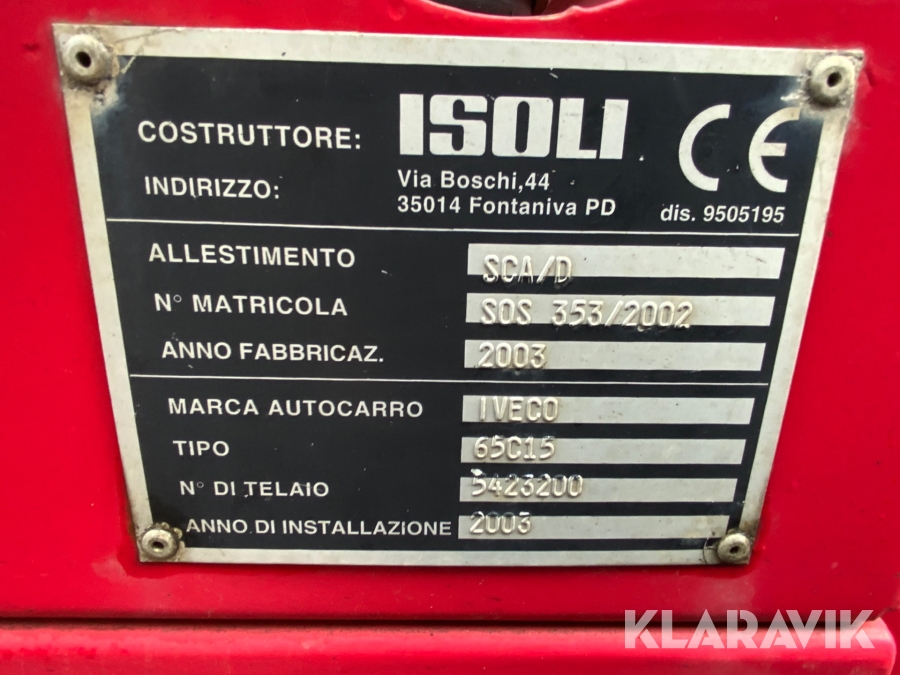 COSTRUTTORE: ISOLI CE
INDIRIZZO: Via Boschi,44
35014 Fontaniva PD
dis. 9505195
ALLESTIMENTO SCA/D
N° MATRICOLA SOS 353/2002
ANNO FABBRICAZ. 2003
MARCA AUTOCARRO IVECO
TIPO 65C15
N° DI TELAIO 5423200
ANNO DI INSTALLAZIONE 2003
KLARAVIK